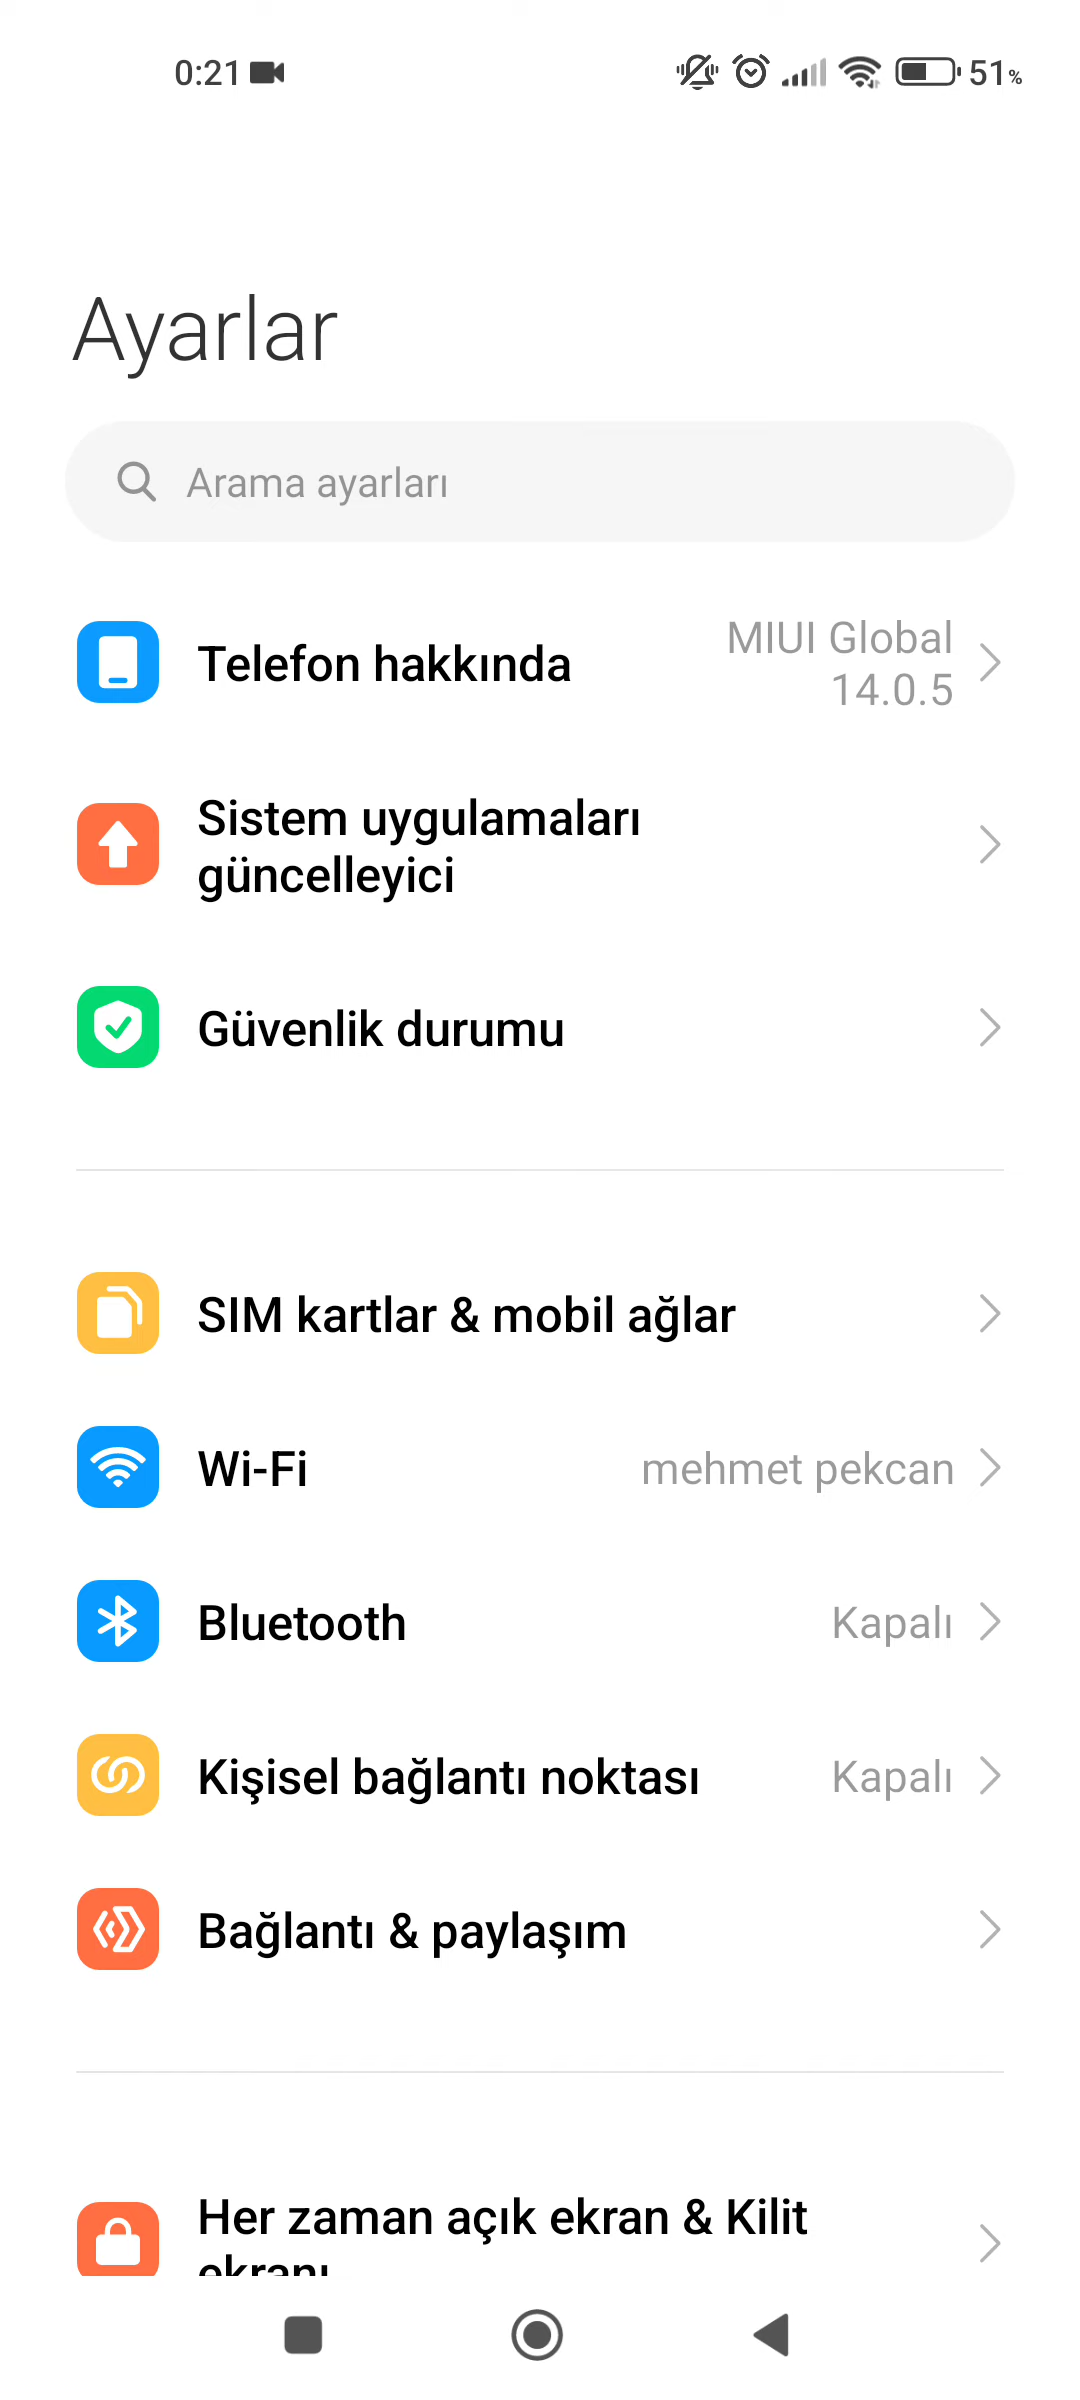 0:21
51%
Ayarlar
Arama ayarları
Telefon hakkında
MIUI Global
14.0.5
Sistem uygulamaları
güncelleyici
Güvenlik durumu
SIM kartlar & mobil ağlar
Wi-Fi
mehmet pekcan
Bluetooth
Kapalı
Kişisel bağlantı noktası
Kapalı
Bağlantı & paylaşım
Her zaman açık ekran & Kilit
ekranı